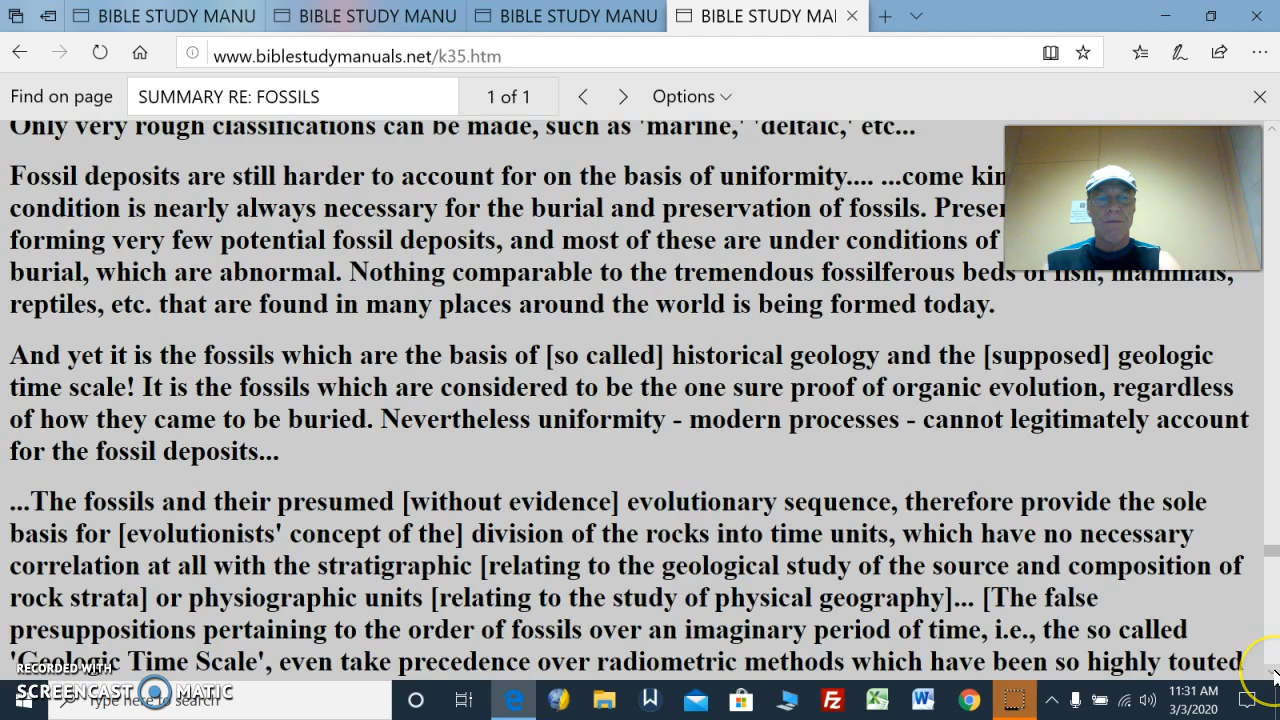 BIBLE STUDY MANU
BIBLE STUDY MANU
BIBLE STUDY MANU
BIBLE STUDY MAI
www.biblestudymanuals.net/k35.htm
Find on page
SUMMARY RE: FOSSILS
1 of 1
Options
Only very rough classifications can be made, such as 'marine,' 'deltaic,' etc...
Fossil deposits are still harder to account for on the basis of uniformity.... ...come kin
condition is nearly always necessary for the burial and preservation of fossils. Prese
forming very few potential fossil deposits, and most of these are under conditions of
burial, which are abnormal. Nothing comparable to the tremendous fossilferous beds of fish, mammals,
reptiles, etc. that are found in many places around the world is being formed today.
And yet it is the fossils which are the basis of [so called] historical geology and the [supposed] geologic
time scale! It is the fossils which are considered to be the one sure proof of organic evolution, regardless
of how they came to be buried. Nevertheless uniformity - modern processes - cannot legitimately account
for the fossil deposits...
...The fossils and their presumed [without evidence] evolutionary sequence, therefore provide the sole
basis for [evolutionists' concept of the] division of the rocks into time units, which have no necessary
correlation at all with the stratigraphic [relating to the geological study of the source and composition of
rock strata] or physiographic units [relating to the study of physical geography]... [The false
presuppositions pertaining to the order of fossils over an imaginary period of time, i.e., the so called
'Geologic Time Scale', even take precedence over radiometric methods which have been so highly touted
RECORDED WITH
SCREENCAST MATIC
Type here to search
11:31 AM
3/3/2020